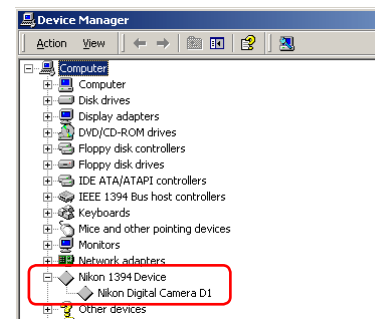 Device Manager
Action View
Computer
Computer
Disk drives
Display adapters
DVD/CD-ROM drives
Floppy disk controllers
Floppy disk drives
IDE ATA/ATAPI controllers
IEEE 1394 Bus host controllers
Keyboards
Mice and other pointing devices
Monitors
Network adapters
Nikon 1394 Device
Nikon Digital Camera D1
Other devices